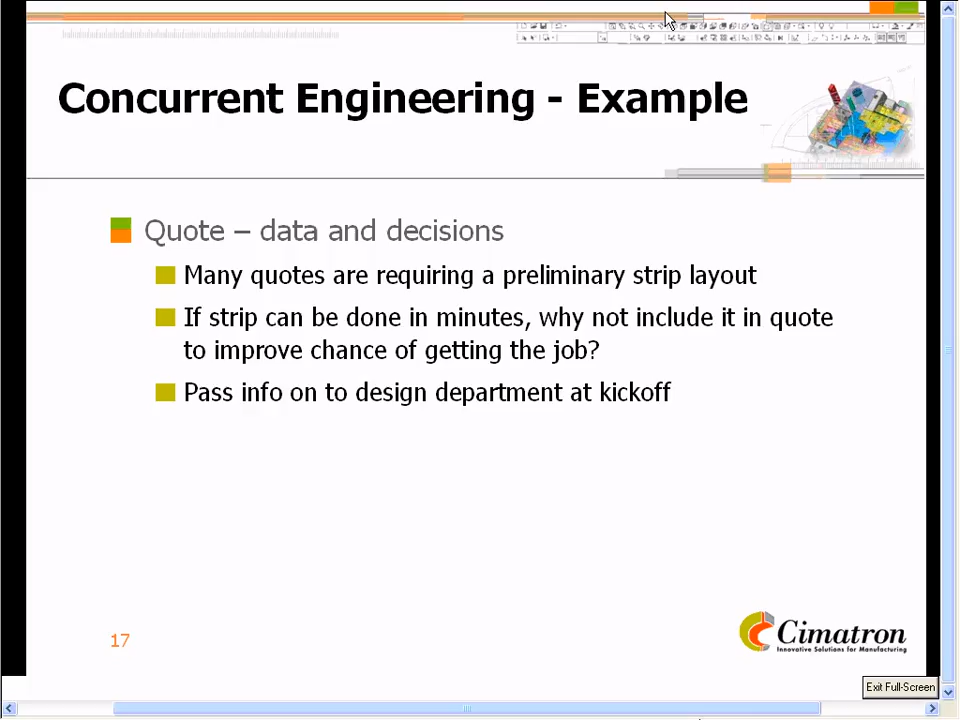 Concurrent Engineering - Example
Quote – data and decisions
Many quotes are requiring a preliminary strip layout
If strip can be done in minutes, why not include it in quote
to improve chance of getting the job?
Pass info on to design department at kickoff
17
Cimatron
Innovative Solutions for Manufacturing
Exit Full-Screen